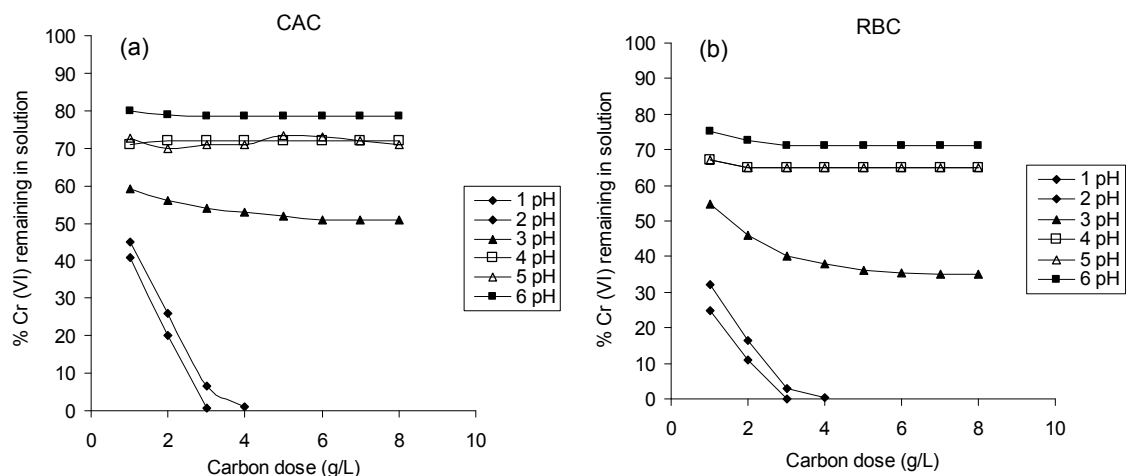 CAC
(a)
% Cr (VI) remaining in solution
100
90
80
70
60
50
40
30
20
10
0
0
2
4
6
8
10
Carbon dose (g/L)
1 pH
2 pH
3 pH
4 pH
5 pH
6 pH
RBC
(b)
% Cr (VI) remaining in solution
100
90
80
70
60
50
40
30
20
10
0
0
2
4
6
8
10
Carbon dose (g/L)
1 pH
2 pH
3 pH
4 pH
5 pH
6 pH